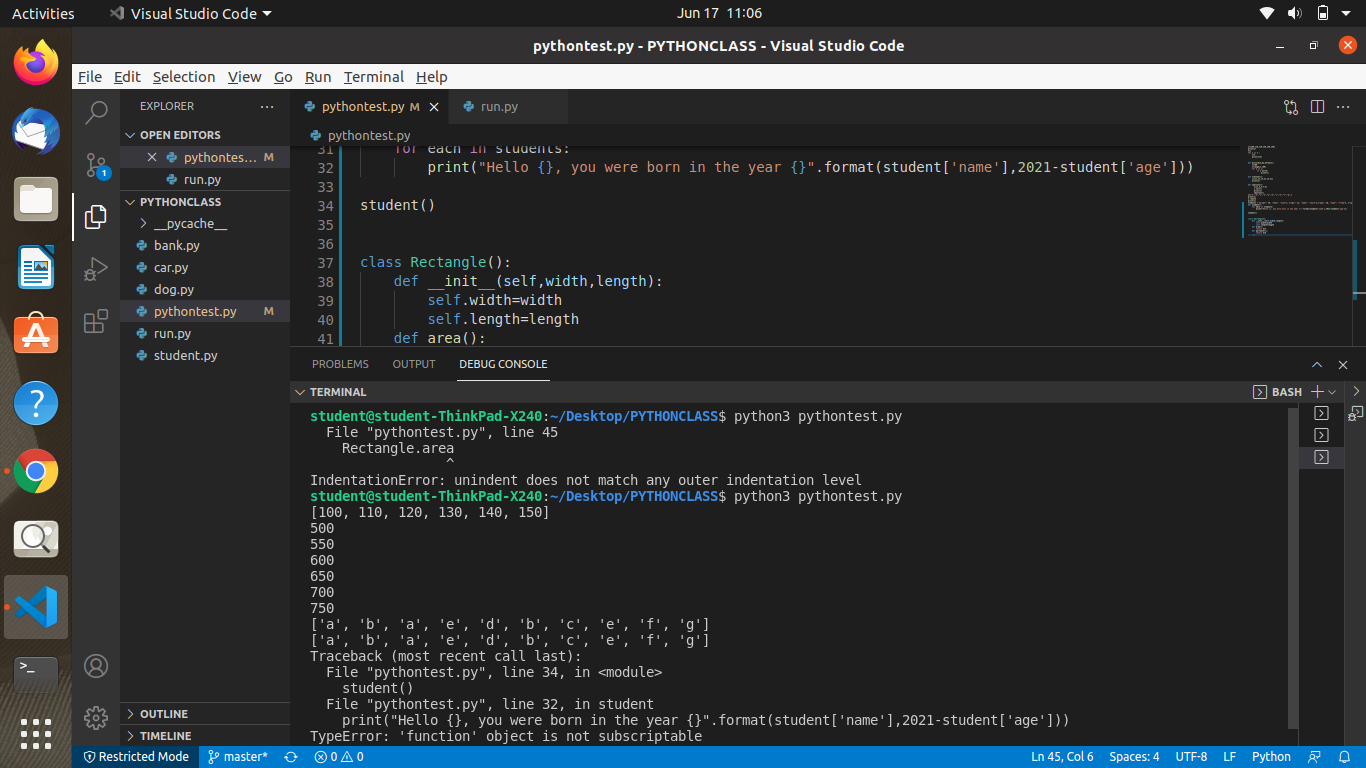 Activities Visual Studio Code Jun 17 11:06
pythontest.py - PYTHONCLASS - Visual Studio Code
File Edit Selection View Go Run Terminal Help
EXPLORER
OPEN EDITORS
pythontes... M
run.py
PYTHONCLASS
__pycache__
bank.py
car.py
dog.py
pythontest.py M
run.py
student.py
OUTLINE
TIMELINE
1
pythontest.py M run.py
pythontest.py
31 for each in students:
32 print("Hello {}, you were born in the year {}".format(student['name'],2021-student['age']))
33
34 student()
35
36
37 class Rectangle():
38 def __init__(self,width,length):
39 self.width=width
40 self.length=length
41 def area():
PROBLEMS OUTPUT DEBUG CONSOLE
TERMINAL BASH
student@student-ThinkPad-X240:~/Desktop/PYTHONCLASS$ python3 pythontest.py
File "pythontest.py", line 45
Rectangle.area
^
IndentationError: unindent does not match any outer indentation level
student@student-ThinkPad-X240:~/Desktop/PYTHONCLASS$ python3 pythontest.py
[100, 110, 120, 130, 140, 150]
500
550
600
650
700
750
['a', 'b', 'a', 'e', 'd', 'b', 'c', 'e', 'f', 'g']
['a', 'b', 'a', 'e', 'd', 'b', 'c', 'e', 'f', 'g']
Traceback (most recent call last):
File "pythontest.py", line 34, in <module>
student()
File "pythontest.py", line 32, in student
print("Hello {}, you were born in the year {}".format(student['name'],2021-student['age']))
TypeError: 'function' object is not subscriptable
Restricted Mode master* 0 0 Ln 45, Col 6 Spaces: 4 UTF-8 LF Python